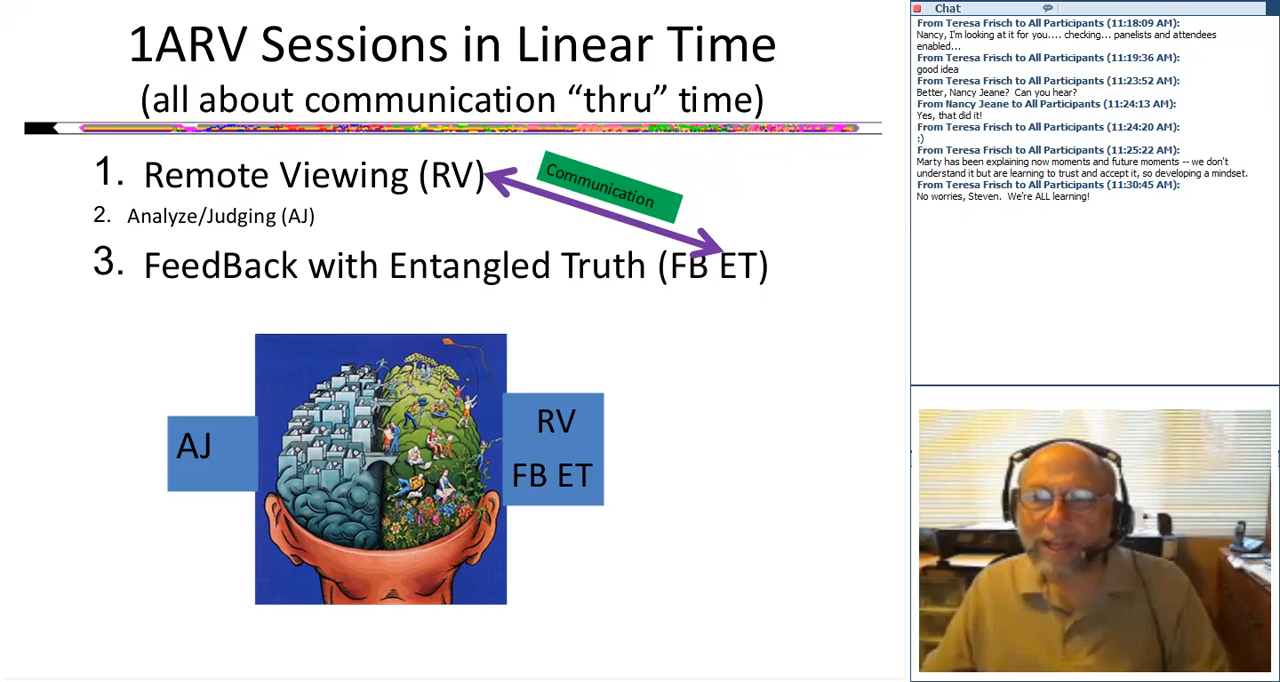 1ARV Sessions in Linear Time
(all about communication “thru” time)
1. Remote Viewing (RV)
Communication
2. Analyze/Judging (AJ)
3. FeedBack with Entangled Truth (FB ET)
AJ
RV
FB ET
Chat
From Teresa Frisch to All Participants (11:18:09 AM):
Nancy, I'm looking at it for you.... checking... panelists and attendees
enabled...
From Teresa Frisch to All Participants (11:19:36 AM):
good idea
From Teresa Frisch to All Participants (11:23:52 AM):
Better, Nancy Jeane?  Can you hear?
From Nancy Jeane to All Participants (11:24:13 AM):
Yes, that did it!
From Teresa Frisch to All Participants (11:24:20 AM):
:)
From Teresa Frisch to All Participants (11:25:22 AM):
Marty has been explaining now moments and future moments -- we don't
understand it but are learning to trust and accept it, so developing a mindset.
From Teresa Frisch to All Participants (11:30:45 AM):
No worries, Steven.  We're ALL learning!